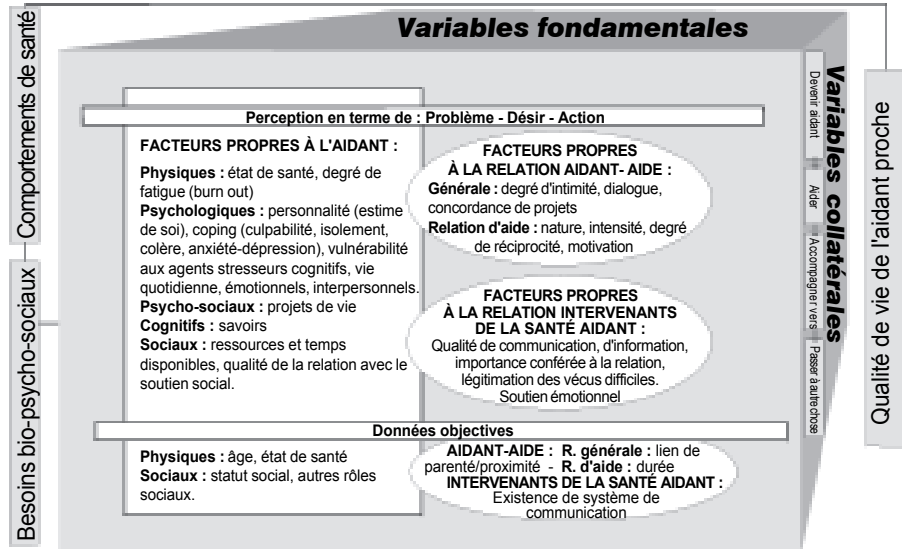 Variables fondamentales
Comportements de santé
Besoins bio-psycho-sociaux
Perception en terme de : Problème - Désir - Action
FACTEURS PROPRES À L'AIDANT :
Physiques : état de santé, degré de
fatigue (burn out)
Psychologiques : personnalité (estime
de soi), coping (culpabilité, isolement,
colère, anxiété-dépression), vulnérabilité
aux agents stresseurs cognitifs, vie
quotidienne, émotionnels, interpersonnels.
Psycho-sociaux : projets de vie
Cognitifs : savoirs
Sociaux : ressources et temps
disponibles, qualité de la relation avec le
soutien social.
FACTEURS PROPRES
À LA RELATION AIDANT- AIDE :
Générale : degré d'intimité, dialogue,
concordance de projets
Relation d'aide : nature, intensité, degré
de réciprocité, motivation
FACTEURS PROPRES
À LA RELATION INTERVENANTS
DE LA SANTÉ AIDANT :
Qualité de communication, d'information,
importance conférée à la relation,
légitimation des vécus difficiles.
Soutien émotionnel
Données objectives
Physiques : âge, état de santé
Sociaux : statut social, autres rôles
sociaux.
AIDANT-AIDE : R. générale : lien de
parenté/proximité - R. d'aide : durée
INTERVENANTS DE LA SANTÉ AIDANT :
Existence de système de
communication
Devenir aidant
Aider
Accompagner vers
Passer à autre chose
Variables collatérales
Qualité de vie de l'aidant proche